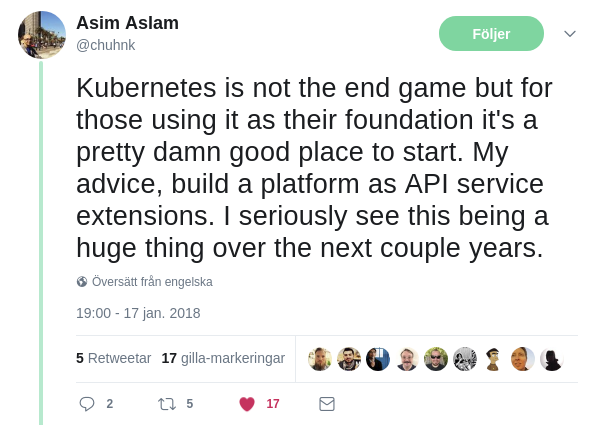 Asim Aslam
@chuhnk
Följer
Kubernetes is not the end game but for
those using it as their foundation it's a
pretty damn good place to start. My
advice, build a platform as API service
extensions. I seriously see this being a
huge thing over the next couple years.
Översätt från engelska
19:00 - 17 jan. 2018
5 Retweetar 17 gilla-markeringar
2 5 17